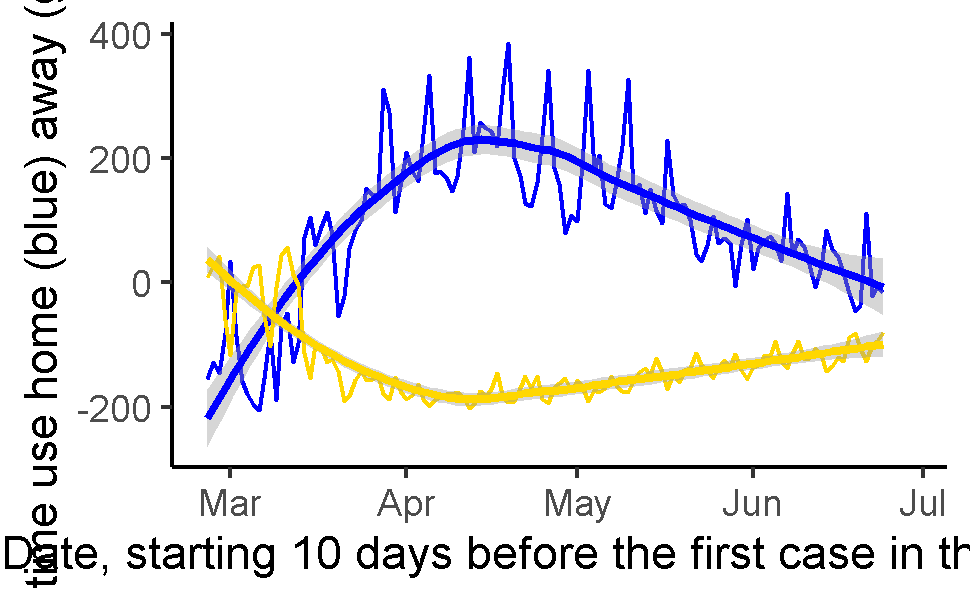 time use home (blue) away (
400
200
0
-200
Mar Apr May Jun Jul
Date, starting 10 days before the first case in th